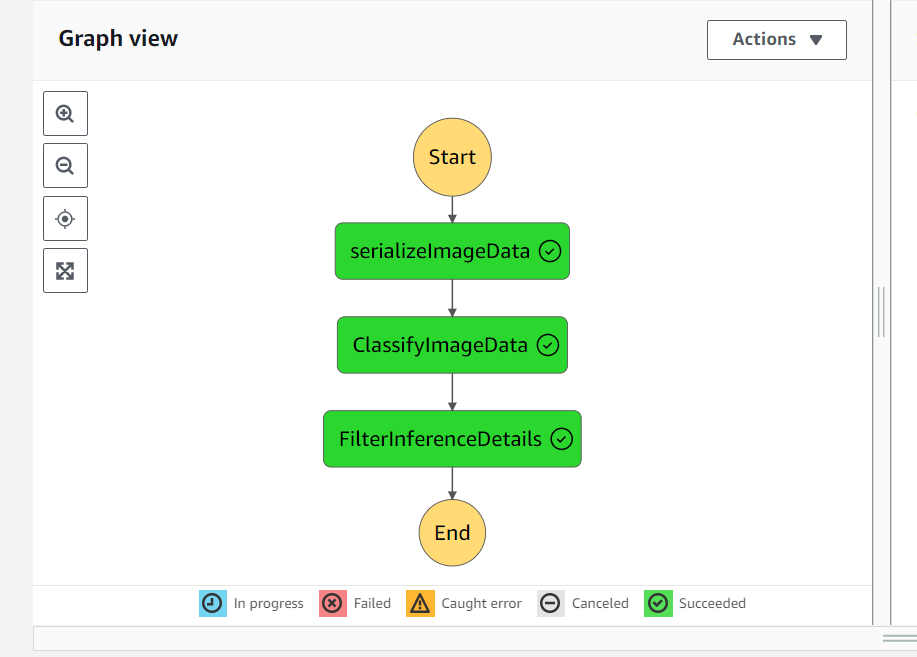 Graph view
Actions
Start
serializeImageData
ClassifyImageData
FilterInferenceDetails
End
In progress Failed Caught error Canceled Succeeded